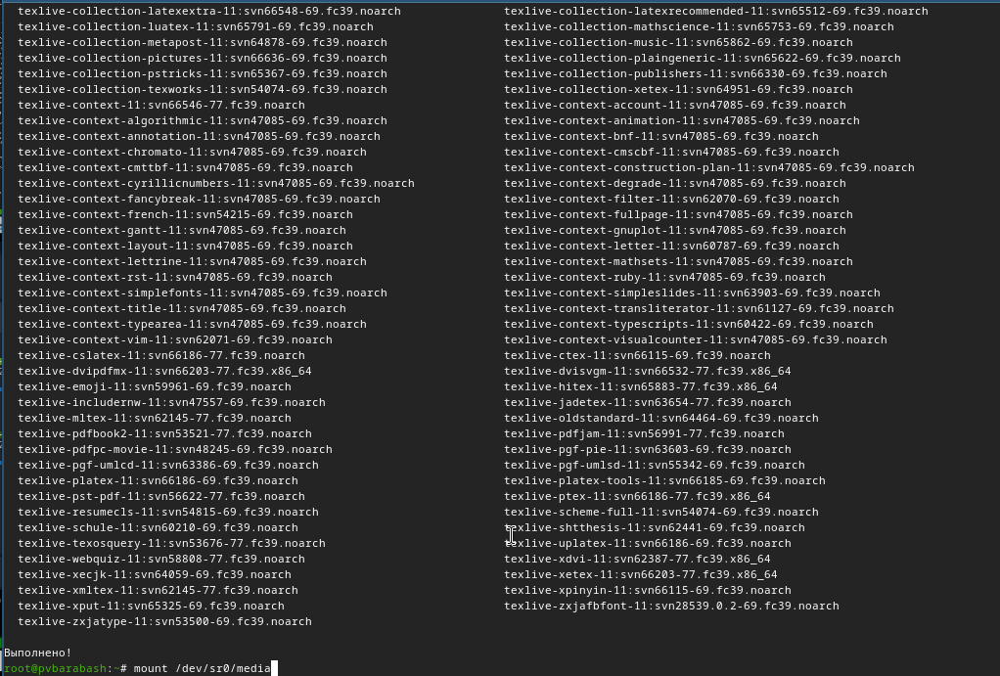 texlive-collection-latexextra-11:svn66548-69.fc39.noarch texlive-collection-latexrecommended-11:svn65512-69.fc39.noarch
texlive-collection-luatex-11:svn65791-69.fc39.noarch texlive-collection-mathscience-11:svn65753-69.fc39.noarch
texlive-collection-metapost-11:svn64878-69.fc39.noarch texlive-collection-music-11:svn65862-69.fc39.noarch
texlive-collection-pictures-11:svn66636-69.fc39.noarch texlive-collection-plaingeneric-11:svn65622-69.fc39.noarch
texlive-collection-pstricks-11:svn65367-69.fc39.noarch texlive-collection-publishers-11:svn66330-69.fc39.noarch
texlive-collection-texworks-11:svn54074-69.fc39.noarch texlive-collection-xetex-11:svn64951-69.fc39.noarch
texlive-context-11:svn66546-77.fc39.noarch texlive-context-account-11:svn47085-69.fc39.noarch
texlive-context-algorithmic-11:svn47085-69.fc39.noarch texlive-context-animation-11:svn47085-69.fc39.noarch
texlive-context-annotation-11:svn47085-69.fc39.noarch texlive-context-bnf-11:svn47085-69.fc39.noarch
texlive-context-chromato-11:svn47085-69.fc39.noarch texlive-context-cmscbf-11:svn47085-69.fc39.noarch
texlive-context-cmttbf-11:svn47085-69.fc39.noarch texlive-context-construction-plan-11:svn47085-69.fc39.noarch
texlive-context-cyrillicnumbers-11:svn47085-69.fc39.noarch texlive-context-degrade-11:svn47085-69.fc39.noarch
texlive-context-fancybreak-11:svn47085-69.fc39.noarch texlive-context-filter-11:svn62070-69.fc39.noarch
texlive-context-french-11:svn54215-69.fc39.noarch texlive-context-fullpage-11:svn47085-69.fc39.noarch
texlive-context-gantt-11:svn47085-69.fc39.noarch texlive-context-gnuplot-11:svn47085-69.fc39.noarch
texlive-context-layout-11:svn47085-69.fc39.noarch texlive-context-letter-11:svn60787-69.fc39.noarch
texlive-context-lettrine-11:svn47085-69.fc39.noarch texlive-context-mathsets-11:svn47085-69.fc39.noarch
texlive-context-rst-11:svn47085-69.fc39.noarch texlive-context-ruby-11:svn47085-69.fc39.noarch
texlive-context-simplefonts-11:svn47085-69.fc39.noarch texlive-context-simpleslides-11:svn63903-69.fc39.noarch
texlive-context-title-11:svn47085-69.fc39.noarch texlive-context-transliterator-11:svn61127-69.fc39.noarch
texlive-context-typearea-11:svn47085-69.fc39.noarch texlive-context-typescripts-11:svn60422-69.fc39.noarch
texlive-context-vim-11:svn62071-69.fc39.noarch texlive-context-visualcounter-11:svn47085-69.fc39.noarch
texlive-cslatex-11:svn66186-77.fc39.noarch texlive-ctex-11:svn66115-69.fc39.noarch
texlive-dvipdfmx-11:svn66203-77.fc39.x86_64 texlive-dvisvgm-11:svn66532-77.fc39.x86_64
texlive-emoji-11:svn59961-69.fc39.noarch texlive-hitex-11:svn65883-77.fc39.x86_64
texlive-includernw-11:svn47557-69.fc39.noarch texlive-jadetex-11:svn63654-77.fc39.noarch
texlive-mltex-11:svn62145-77.fc39.noarch texlive-oldstandard-11:svn64464-69.fc39.noarch
texlive-pdfbook2-11:svn53521-77.fc39.noarch texlive-pdfjam-11:svn56991-77.fc39.noarch
texlive-pdfpc-movie-11:svn48245-69.fc39.noarch texlive-pgf-pie-11:svn63603-69.fc39.noarch
texlive-pgf-umlcd-11:svn63386-69.fc39.noarch texlive-pgf-umlsd-11:svn55342-69.fc39.noarch
texlive-platex-11:svn66186-69.fc39.noarch texlive-platex-tools-11:svn66185-69.fc39.noarch
texlive-pst-pdf-11:svn56622-77.fc39.noarch texlive-ptex-11:svn66186-77.fc39.x86_64
texlive-resumecls-11:svn54815-69.fc39.noarch texlive-scheme-full-11:svn54074-69.fc39.noarch
texlive-schule-11:svn60210-69.fc39.noarch texlive-shtthesis-11:svn62441-69.fc39.noarch
texlive-texosquery-11:svn53676-77.fc39.noarch texlive-uplatex-11:svn66186-69.fc39.noarch
texlive-webquiz-11:svn58808-77.fc39.noarch texlive-xdvi-11:svn62387-77.fc39.x86_64
texlive-xecjk-11:svn64059-69.fc39.noarch texlive-xetex-11:svn66203-77.fc39.x86_64
texlive-xmltex-11:svn62145-77.fc39.noarch texlive-xpinyin-11:svn66115-69.fc39.noarch
texlive-xput-11:svn65325-69.fc39.noarch texlive-zxjafbfont-11:svn28539.0.2-69.fc39.noarch
texlive-zxjatype-11:svn53500-69.fc39.noarch
Выполнено!
root@pvbarabash:~# mount /dev/sr0/media